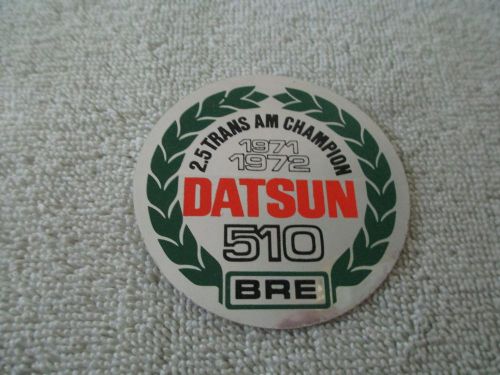 2.5 TRANS AM CHAMPION
1971
1972
DATSUN
510
BRE